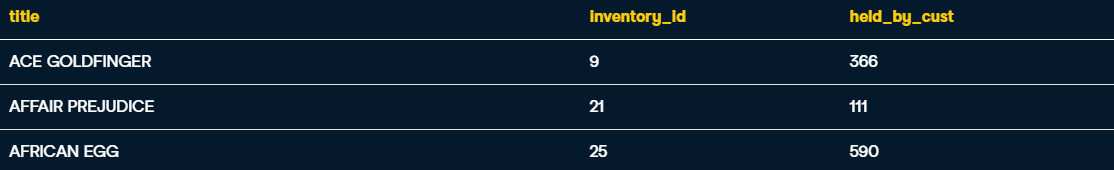 title inventory_id held_by_cust
ACE GOLDFINGER 9 366
AFFAIR PREJUDICE 21 111
AFRICAN EGG 25 590